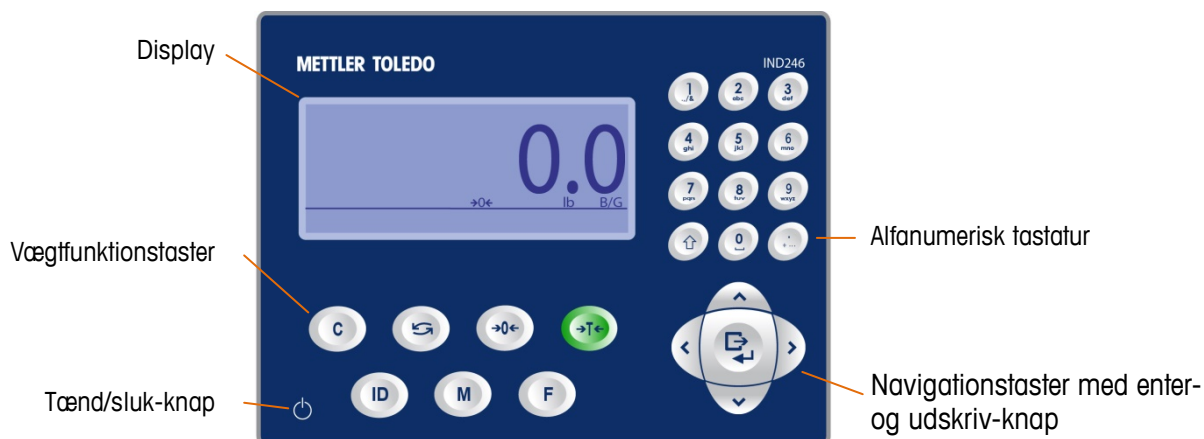 Display
METTLER TOLEDO
IND246
0.0
→0←
lb
B/G
1
2
abc
3
def
4
ghi
5
jkl
6
mno
7
pqrs
8
tuv
9
wxyz
0
Alfanumerisk tastatur
Vægtfunktionstaster
C
→0←
→T←
ID
M
F
Tænd/sluk-knap
Navigationstaster med enter-
og udskriv-knap